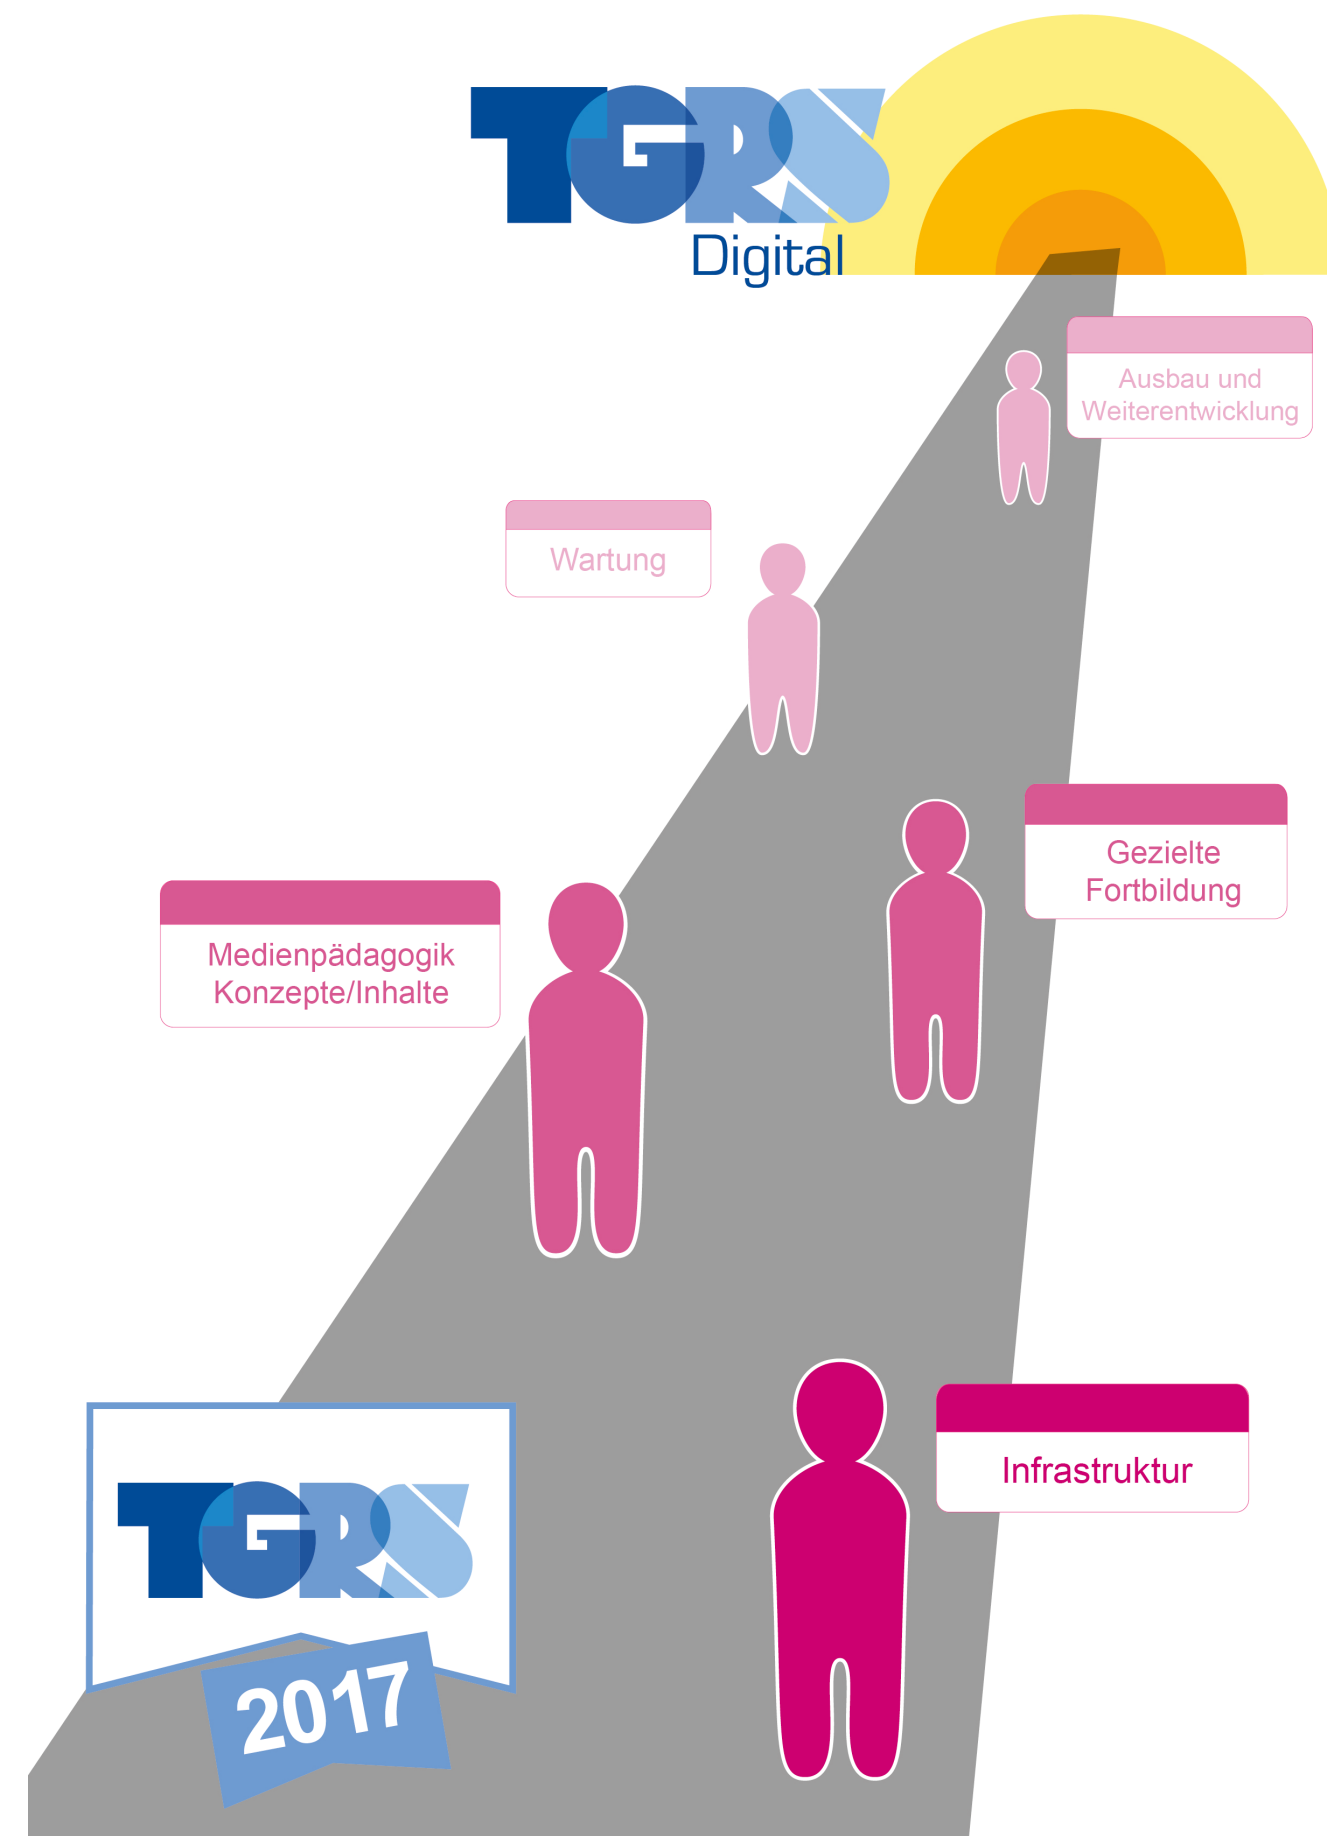 TGRS
Digital
Ausbau und
Weiterentwicklung
Wartung
Gezielte
Fortbildung
Medienpädagogik
Konzepte/Inhalte
Infrastruktur
TGRS
2017